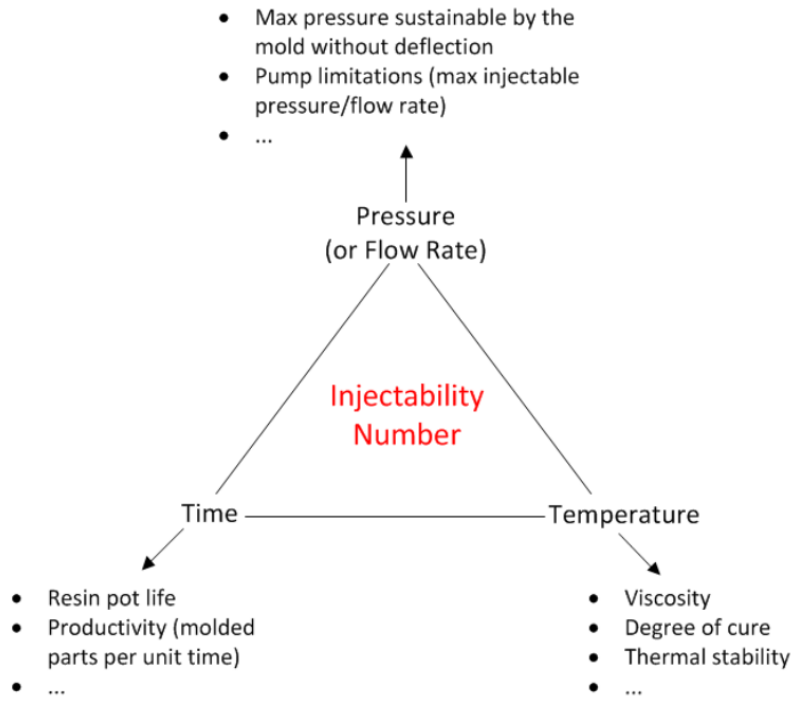 • Max pressure sustainable by the
mold without deflection
• Pump limitations (max injectable
pressure/flow rate)
• ...
Pressure
(or Flow Rate)
Injectability
Number
Time
Temperature
• Resin pot life
• Productivity (molded
parts per unit time)
• ...
• Viscosity
• Degree of cure
• Thermal stability
• ...